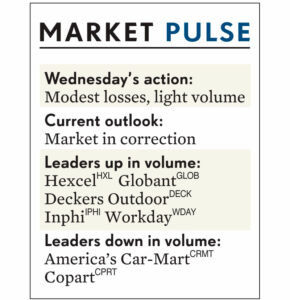 MARKET PULSE
Wednesday's action:
Modest losses, light volume
Current outlook:
Market in correction
Leaders up in volume:
Hexcel HXL Globant GLOB
Deckers Outdoor DECK
Inphi IPHI Workday WDAY
Leaders down in volume:
America's Car-Mart CRMT
Copart CPRT